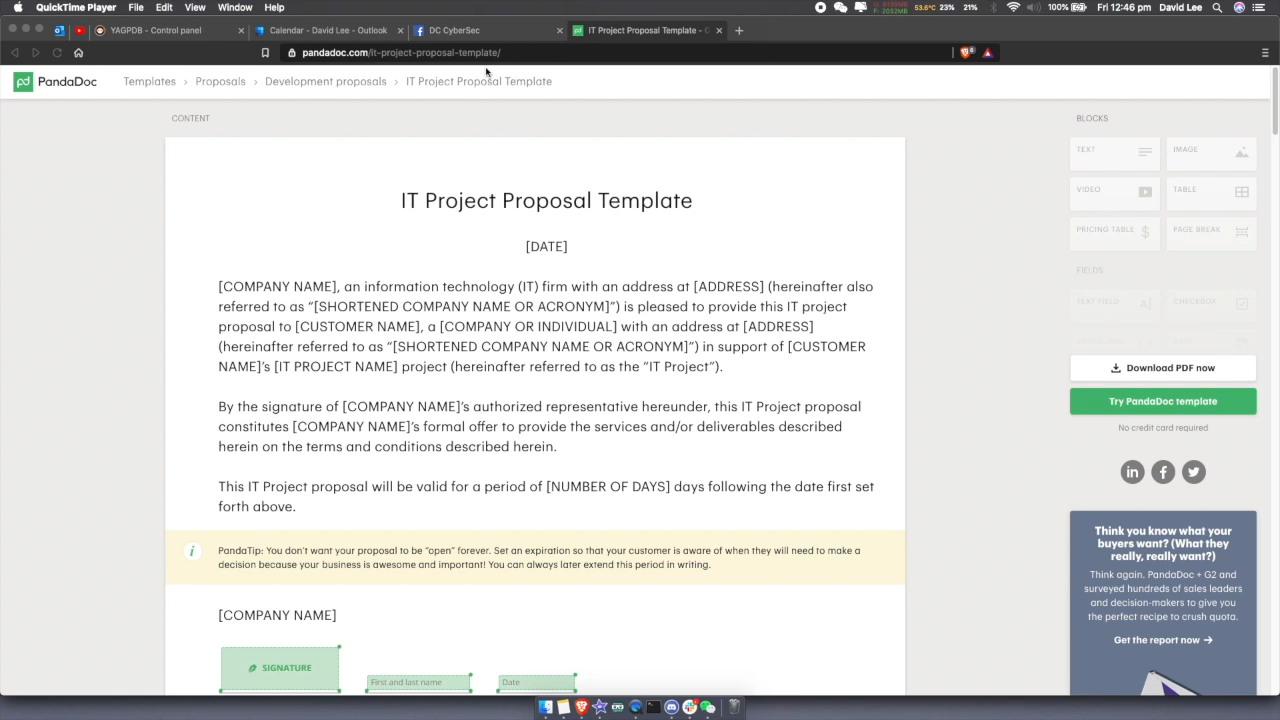 QuickTime Player File Edit View Window Help
53.6°C 23% 21% 100% Fri 12:46 PM David Lee
YAGPDB - Control panel
Calendar - David Lee - Outlook
DC CyberSec
IT Project Proposal Template -
pandadoc.com/it-project-proposal-template/
PandaDoc
Templates › Proposals › Development proposals › IT Project Proposal Template
CONTENT
IT Project Proposal Template
[DATE]
[COMPANY NAME], an information technology (IT) firm with an address at [ADDRESS] (hereinafter also
referred to as “[SHORTENED COMPANY NAME OR ACRONYM]”) is pleased to provide this IT project
proposal to [CUSTOMER NAME], a [COMPANY OR INDIVIDUAL] with an address at [ADDRESS]
(hereinafter referred to as “[SHORTENED COMPANY NAME OR ACRONYM]”) in support of [CUSTOMER
NAME]’s [IT PROJECT NAME] project (hereinafter referred to as the “IT Project”).
By the signature of [COMPANY NAME]’s authorized representative hereunder, this IT Project proposal
constitutes [COMPANY NAME]’s formal offer to provide the services and/or deliverables described
herein on the terms and conditions described herein.
This IT Project proposal will be valid for a period of [NUMBER OF DAYS] days following the date first set
forth above.
PandaTip: You don’t want your proposal to be “open” forever. Set an expiration so that your customer is aware of when they will need to make a
decision because your business is awesome and important! You can always later extend this period in writing.
[COMPANY NAME]
SIGNATURE
First and last name
Date
BLOCKS
TEXT
IMAGE
VIDEO
TABLE
PRICING TABLE
PAGE BREAK
FIELDS
TEXT FIELD
CHECKBOX
Download PDF now
Try PandaDoc template
No credit card required
Think you know what your
buyers want? (What they
really, really want?)
Think again. PandaDoc + G2 and
surveyed hundreds of sales leaders
and decision-makers to give you
the perfect recipe to crush quota.
Get the report now →